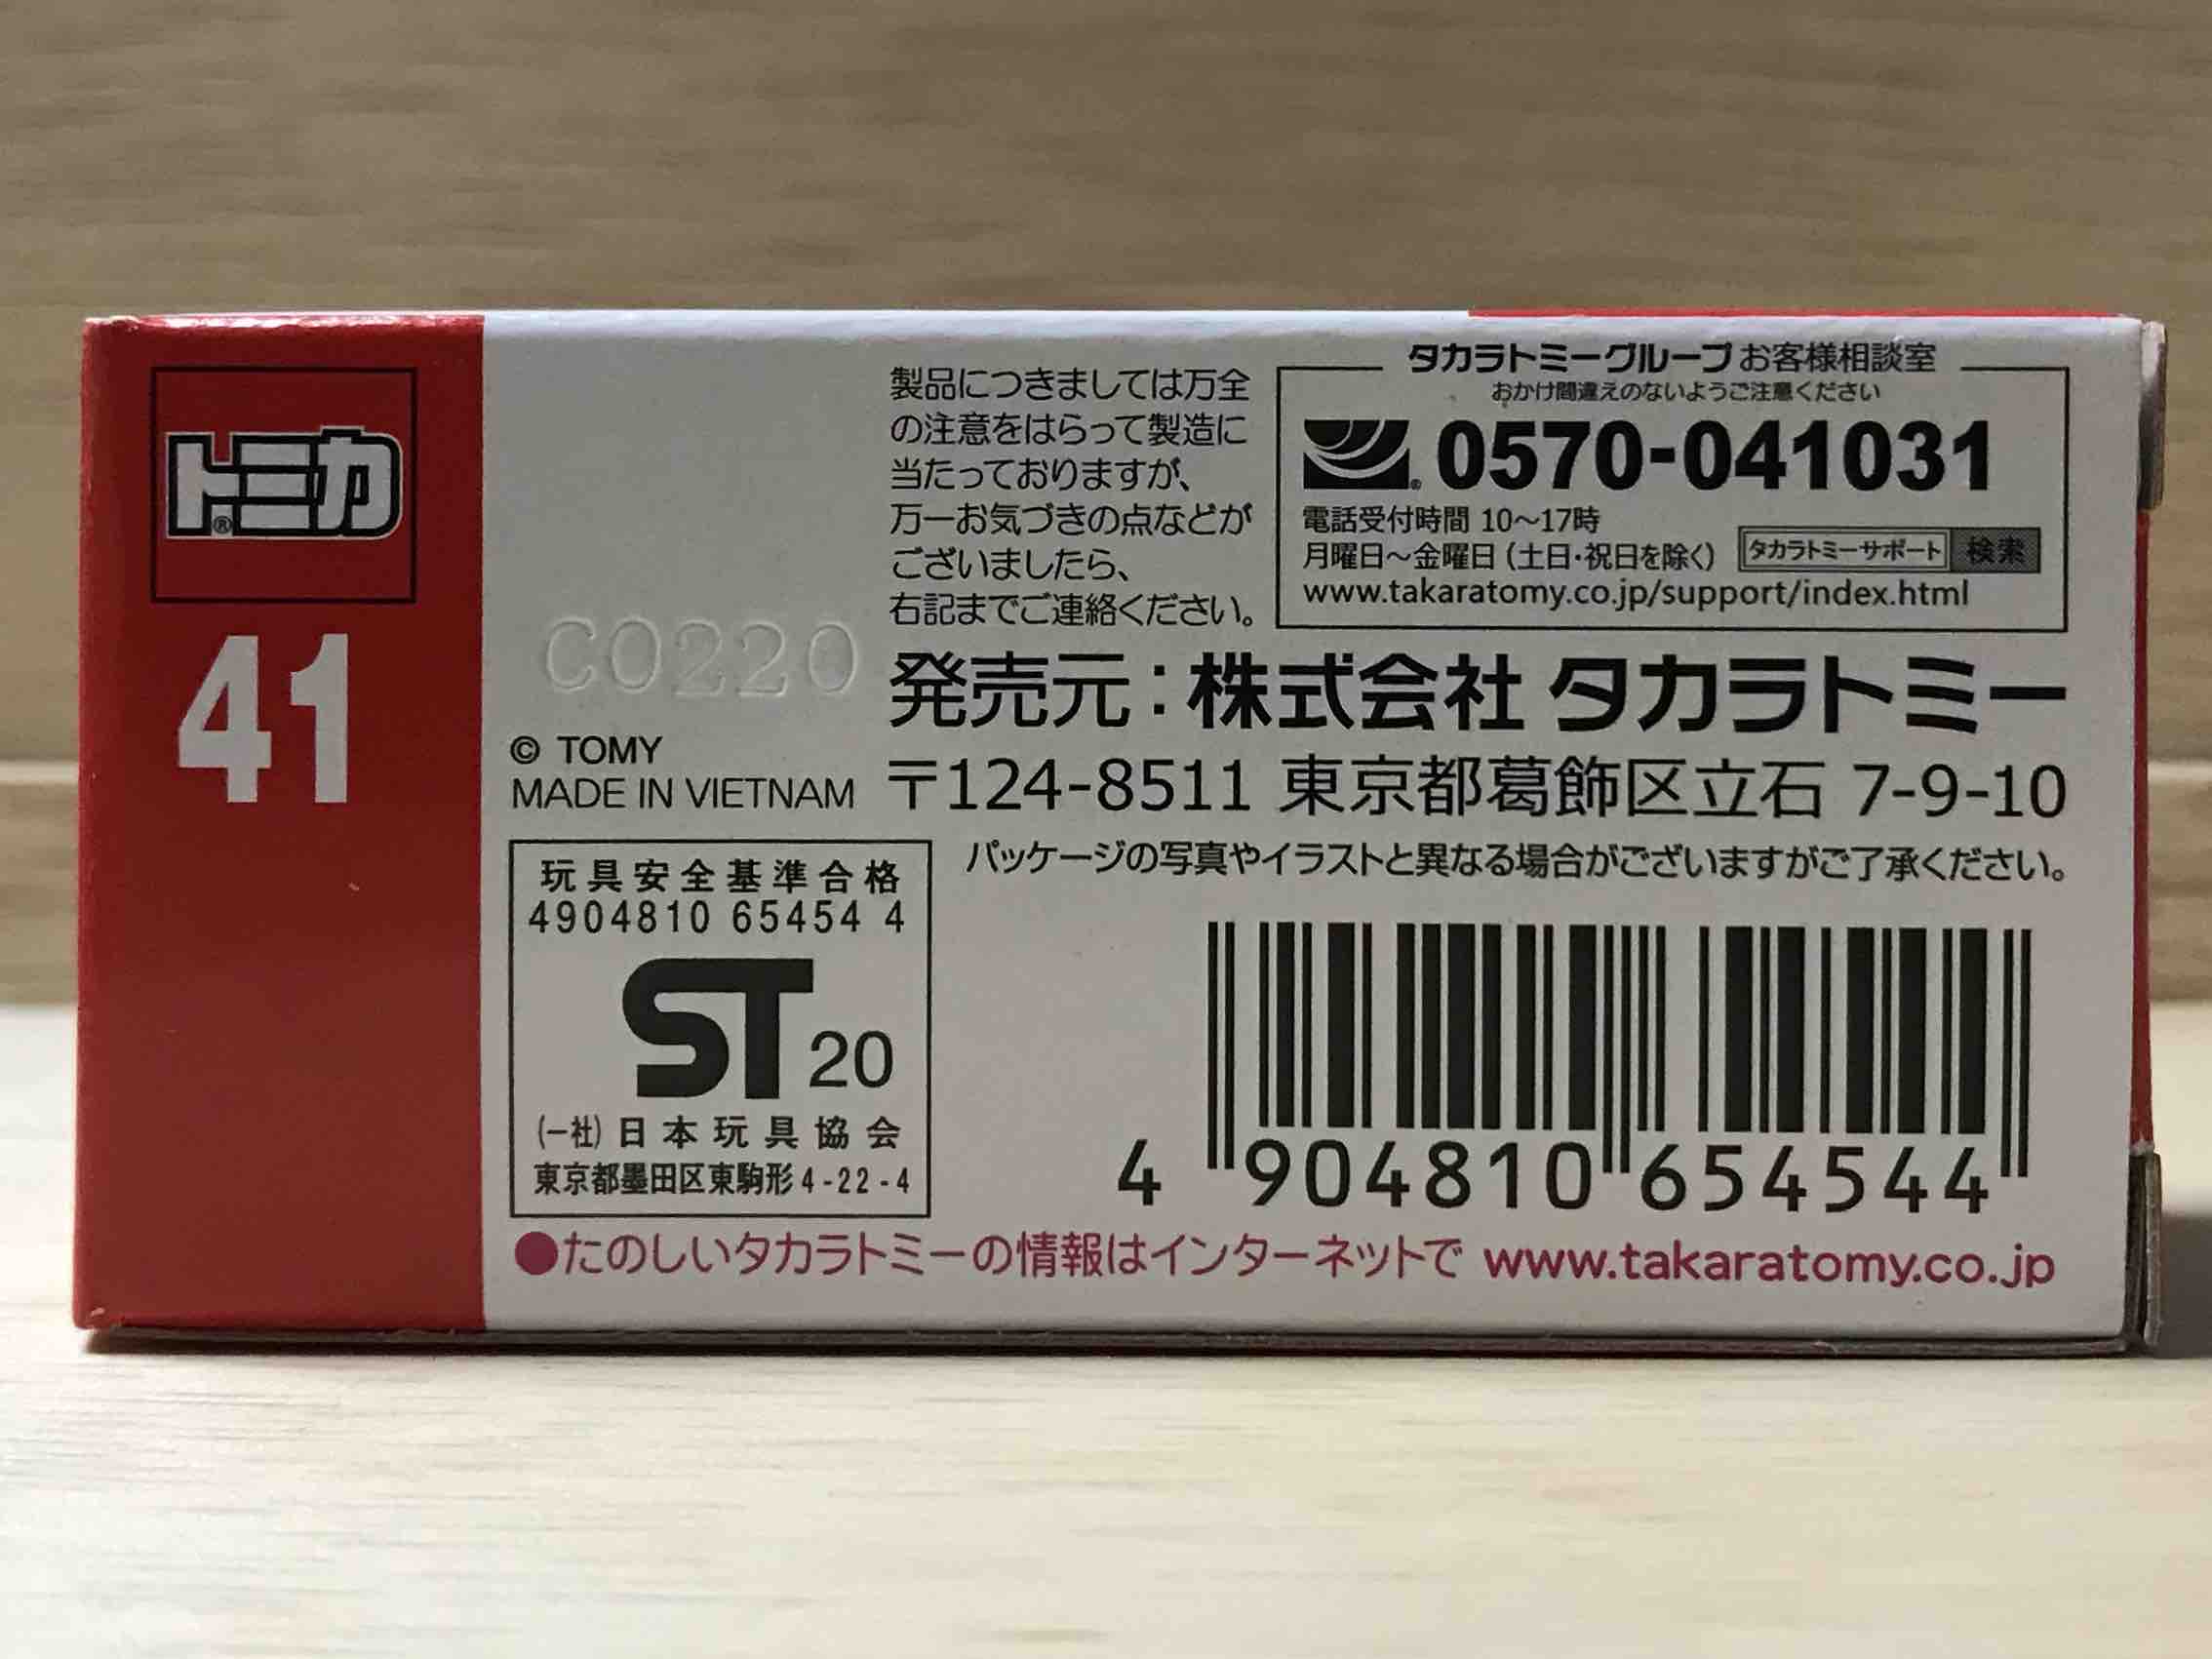 トミカ®
41
C0220
© TOMY
MADE IN VIETNAM
製品につきましては万全
の注意をはらって製造に
当たっておりますが、
万一お気づきの点などが
ございましたら、
右記までご連絡ください。
タカラトミーグループお客様相談室
おかけ間違えのないようご注意ください
0570-041031
電話受付時間 10〜17時
月曜日〜金曜日 (土日・祝日を除く) タカラトミーサポート 検索
www.takaratomy.co.jp/support/index.html
発売元:株式会社 タカラトミー
〒124-8511 東京都葛飾区立石 7-9-10
パッケージの写真やイラストと異なる場合がございますがご了承ください。
玩具安全基準合格
4904810 65454 4
ST 20
(一社)日本玩具協会
東京都墨田区東駒形4-22-4
4 904810 654544
●たのしいタカラトミーの情報はインターネットで www.takaratomy.co.jp